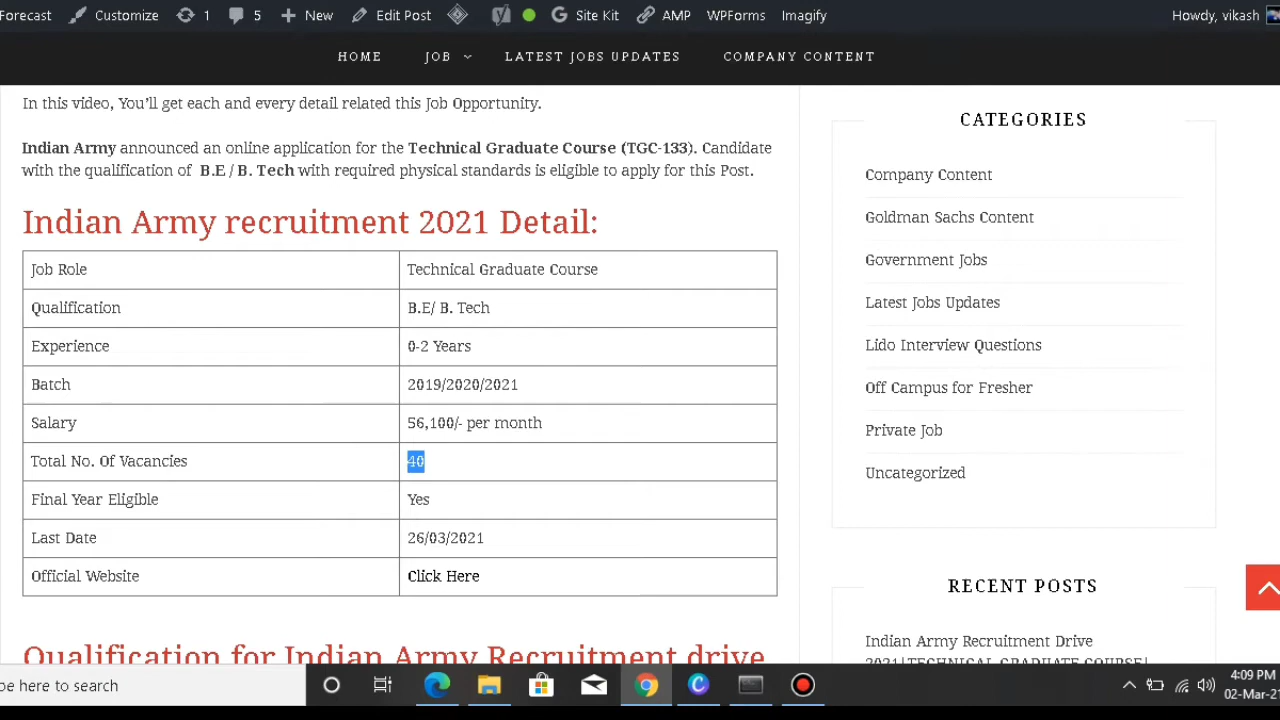 Forecast Customize 1 5 New Edit Post Site Kit AMP WPForms Imagify Howdy, vikash
HOME JOB LATEST JOBS UPDATES COMPANY CONTENT
In this video, You'll get each and every detail related this Job Opportunity.
Indian Army announced an online application for the Technical Graduate Course (TGC-133). Candidate
with the qualification of B.E / B. Tech with required physical standards is eligible to apply for this Post.
Indian Army recruitment 2021 Detail:
Job Role Technical Graduate Course
Qualification B.E/ B. Tech
Experience 0-2 Years
Batch 2019/2020/2021
Salary 56,100/- per month
Total No. Of Vacancies 40
Final Year Eligible Yes
Last Date 26/03/2021
Official Website Click Here
Qualification for Indian Army Recruitment drive
CATEGORIES
Company Content
Goldman Sachs Content
Government Jobs
Latest Jobs Updates
Lido Interview Questions
Off Campus for Fresher
Private Job
Uncategorized
RECENT POSTS
Indian Army Recruitment Drive
2021|TECHNICAL GRADUATE COURSE|
pe here to search
4:09 PM
02-Mar-21